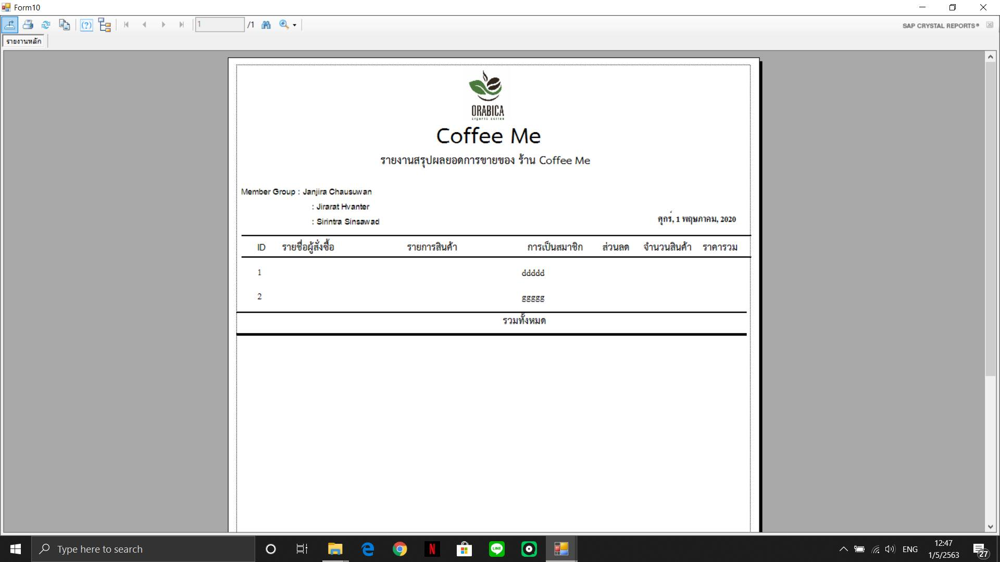 Form10
1
/1
SAP CRYSTAL REPORTS®
รายงานหลัก
ORABICA
organic coffee
Coffee Me
รายงานสรุปผลยอดการขายของ ร้าน Coffee Me
Member Group : Janjira Chausuwan
: Jirarat Hvanter
: Sirintra Sinsawad
ศุกร์, 1 พฤษภาคม, 2020
ID รายชื่อผู้สั่งซื้อ รายการสินค้า การเป็นสมาชิก ส่วนลด จำนวนสินค้า ราคารวม
1 ddddd
2 ggggg
รวมทั้งหมด
Type here to search
N
LINE
ENG
12:47
1/5/2563
27